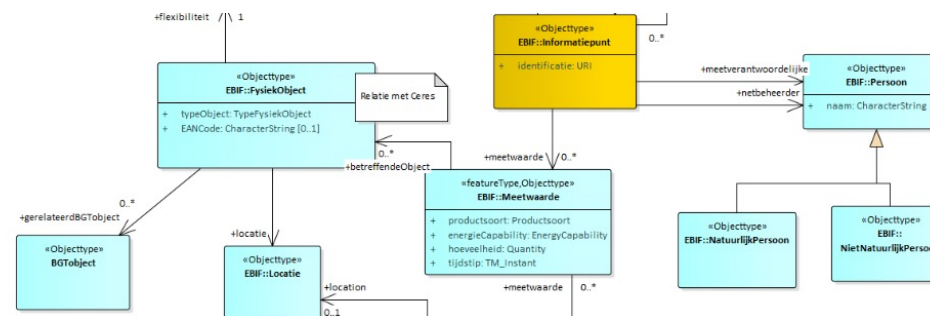 +flexibiliteit
1
«Objecttype»
EBIF::Informatiepunt
+ identificatie: URI
0..*
«Objecttype»
EBIF::FysiekObject
+ typeObject: TypeFysiekObject
+ EANCode: CharacterString [0..1]
Relatie met Ceres
+meetverantwoordelijke
+netbeheerder
«Objecttype»
EBIF::Persoon
+ naam: CharacterString
0..*
+betreffendeObject
+meetwaarde
0..*
«featureType,Objecttype»
EBIF::Meetwaarde
+ productsoort: Productsoort
+ energieCapability: EnergyCapability
+ hoeveelheid: Quantity
+ tijdstip: TM_Instant
0..*
+gerelateerdBGTobject
«Objecttype»
BGTobject
+locatie
«Objecttype»
EBIF::Locatie
+location
0..1
+meetwaarde
0..*
«Objecttype»
EBIF::NatuurlijkPersoon
«Objecttype»
EBIF::